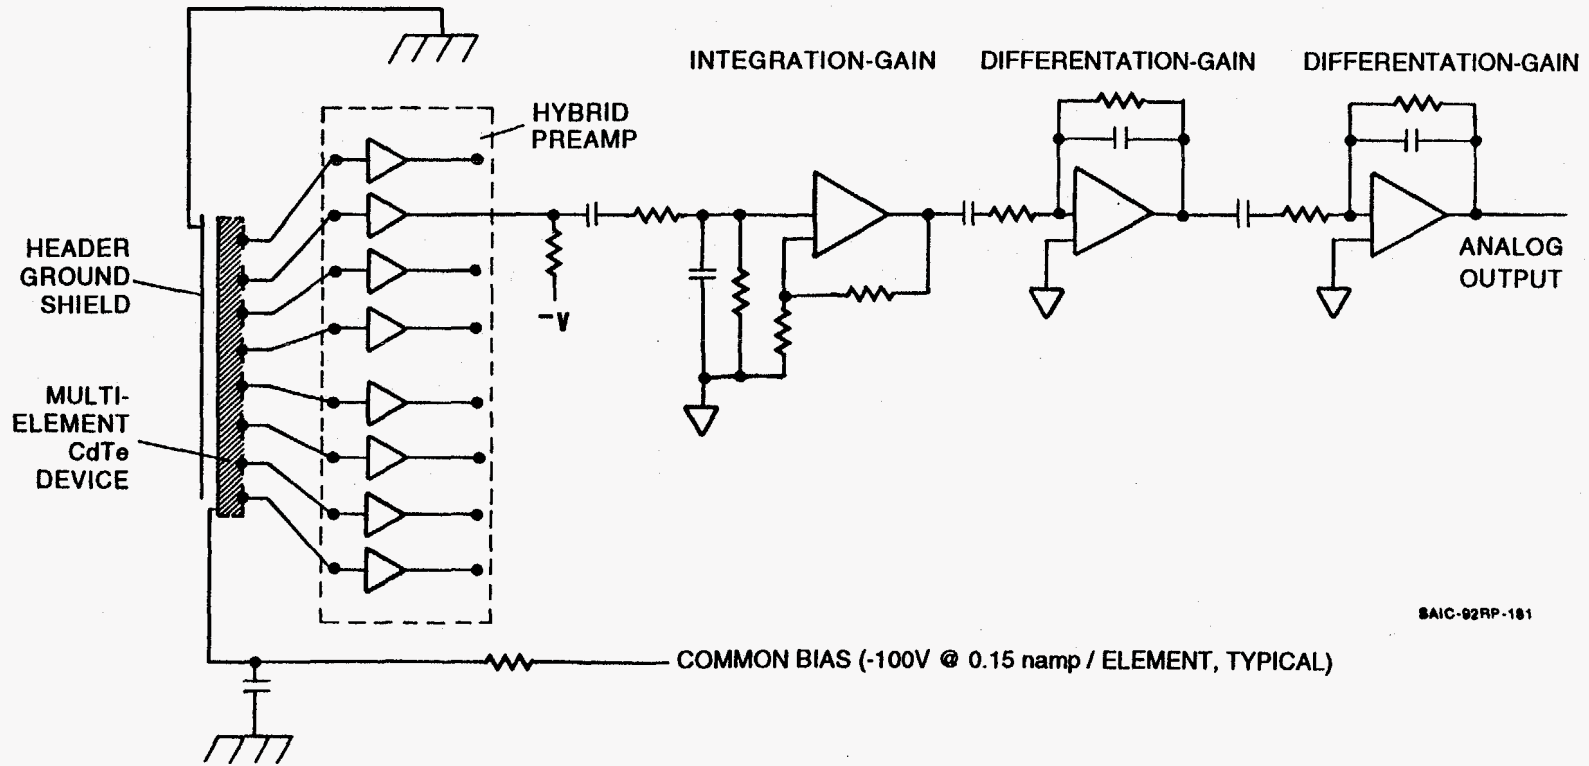 INTEGRATION-GAIN
DIFFERENTATION-GAIN
DIFFERENTATION-GAIN
HYBRID
PREAMP
HEADER
GROUND
SHIELD
-V
ANALOG
OUTPUT
MULTI-
ELEMENT
CdTe
DEVICE
SAIC-92RP-181
COMMON BIAS (-100V @ 0.15 namp / ELEMENT, TYPICAL)